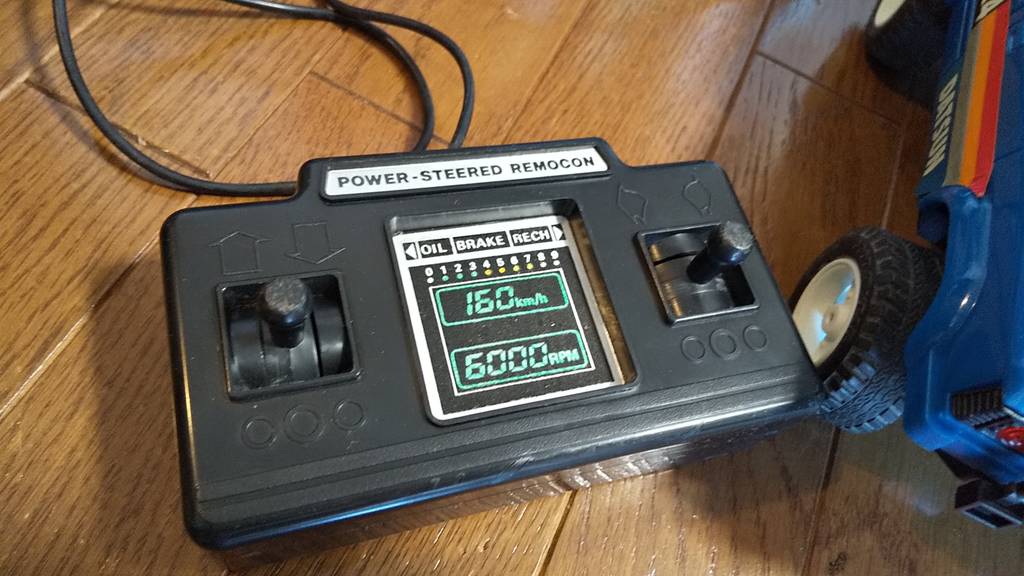 POWER-STEERED REMOCON
OIL BRAKE RECH
0 1 2 3 4 5 6 7 8 9
160km/h
6000RPM